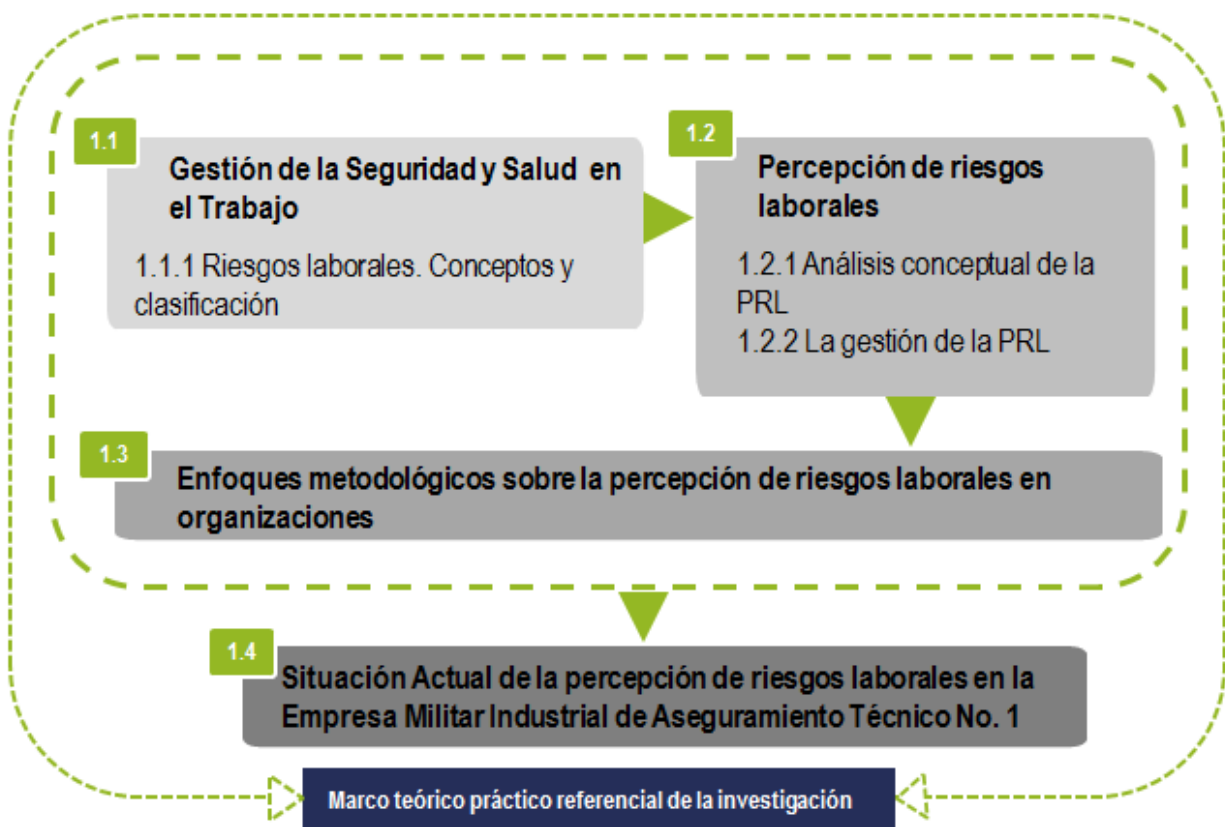 1.1
Gestión de la Seguridad y Salud en
el Trabajo
1.1.1 Riesgos laborales. Conceptos y
clasificación
1.2
Percepción de riesgos
laborales
1.2.1 Análisis conceptual de la
PRL
1.2.2 La gestión de la PRL
1.3
Enfoques metodológicos sobre la percepción de riesgos laborales en
organizaciones
1.4
Situación Actual de la percepción de riesgos laborales en la
Empresa Militar Industrial de Aseguramiento Técnico No. 1
Marco teórico práctico referencial de la investigación